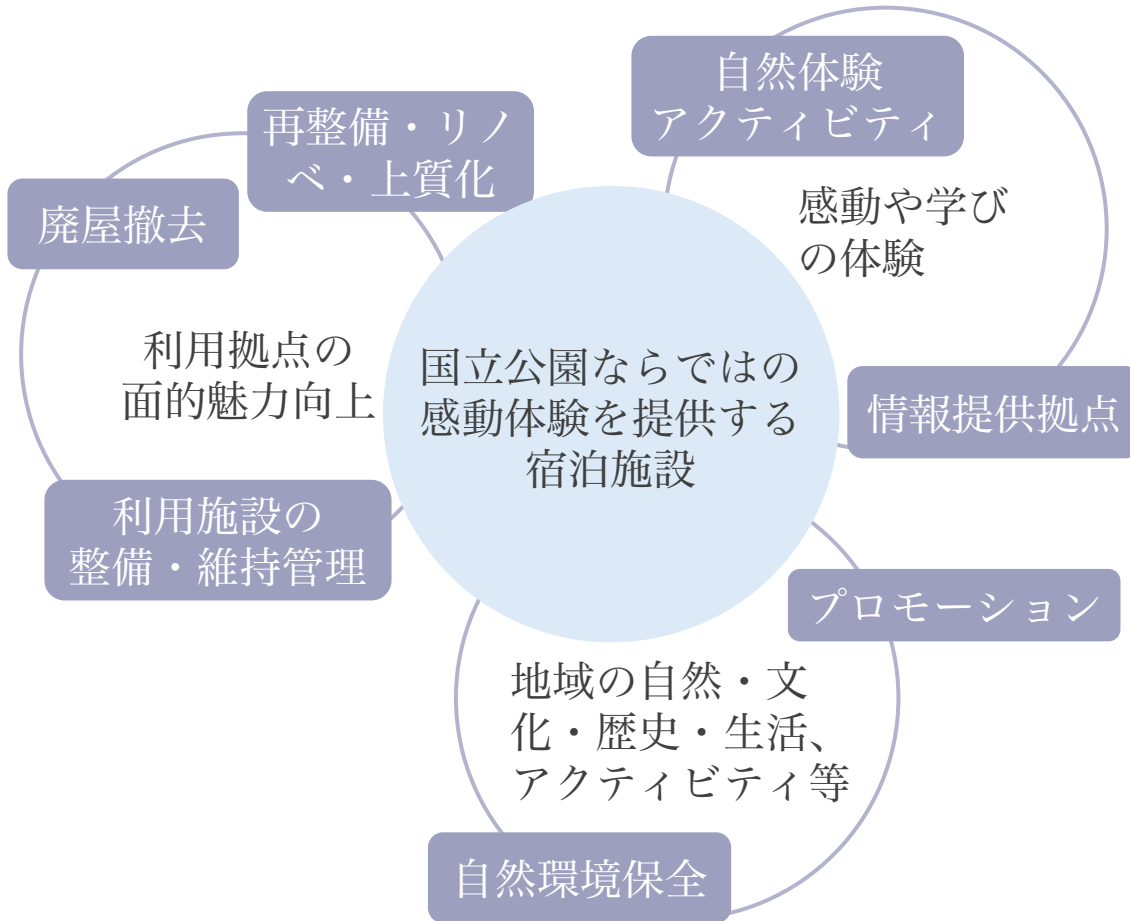 自然体験
アクティビティ
再整備・リノ
ベ・上質化
廃屋撤去
感動や学び
の体験
利用拠点の
面的魅力向上
国立公園ならではの
感動体験を提供する
宿泊施設
情報提供拠点
利用施設の
整備・維持管理
プロモーション
地域の自然・文
化・歴史・生活、
アクティビティ等
自然環境保全